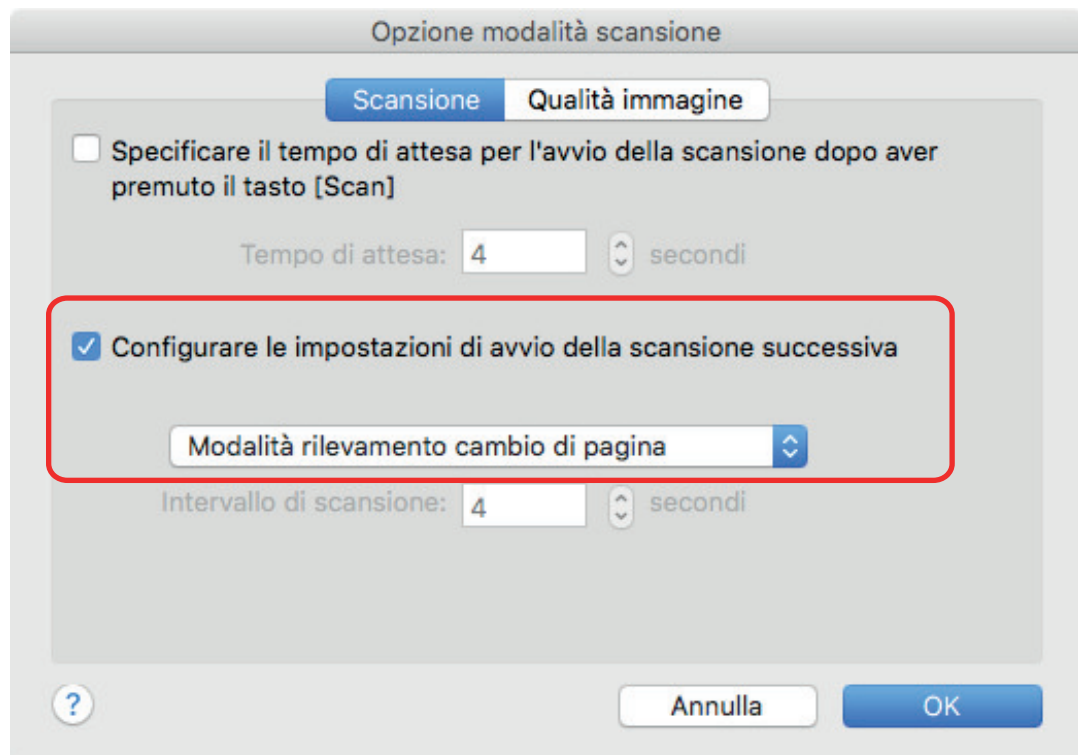 Opzione modalità scansione
Scansione Qualità immagine
Specificare il tempo di attesa per l'avvio della scansione dopo aver
premuto il tasto [Scan]
Tempo di attesa: 4 secondi
Configurare le impostazioni di avvio della scansione successiva
Modalità rilevamento cambio di pagina
Intervallo di scansione: 4 secondi
? Annulla OK